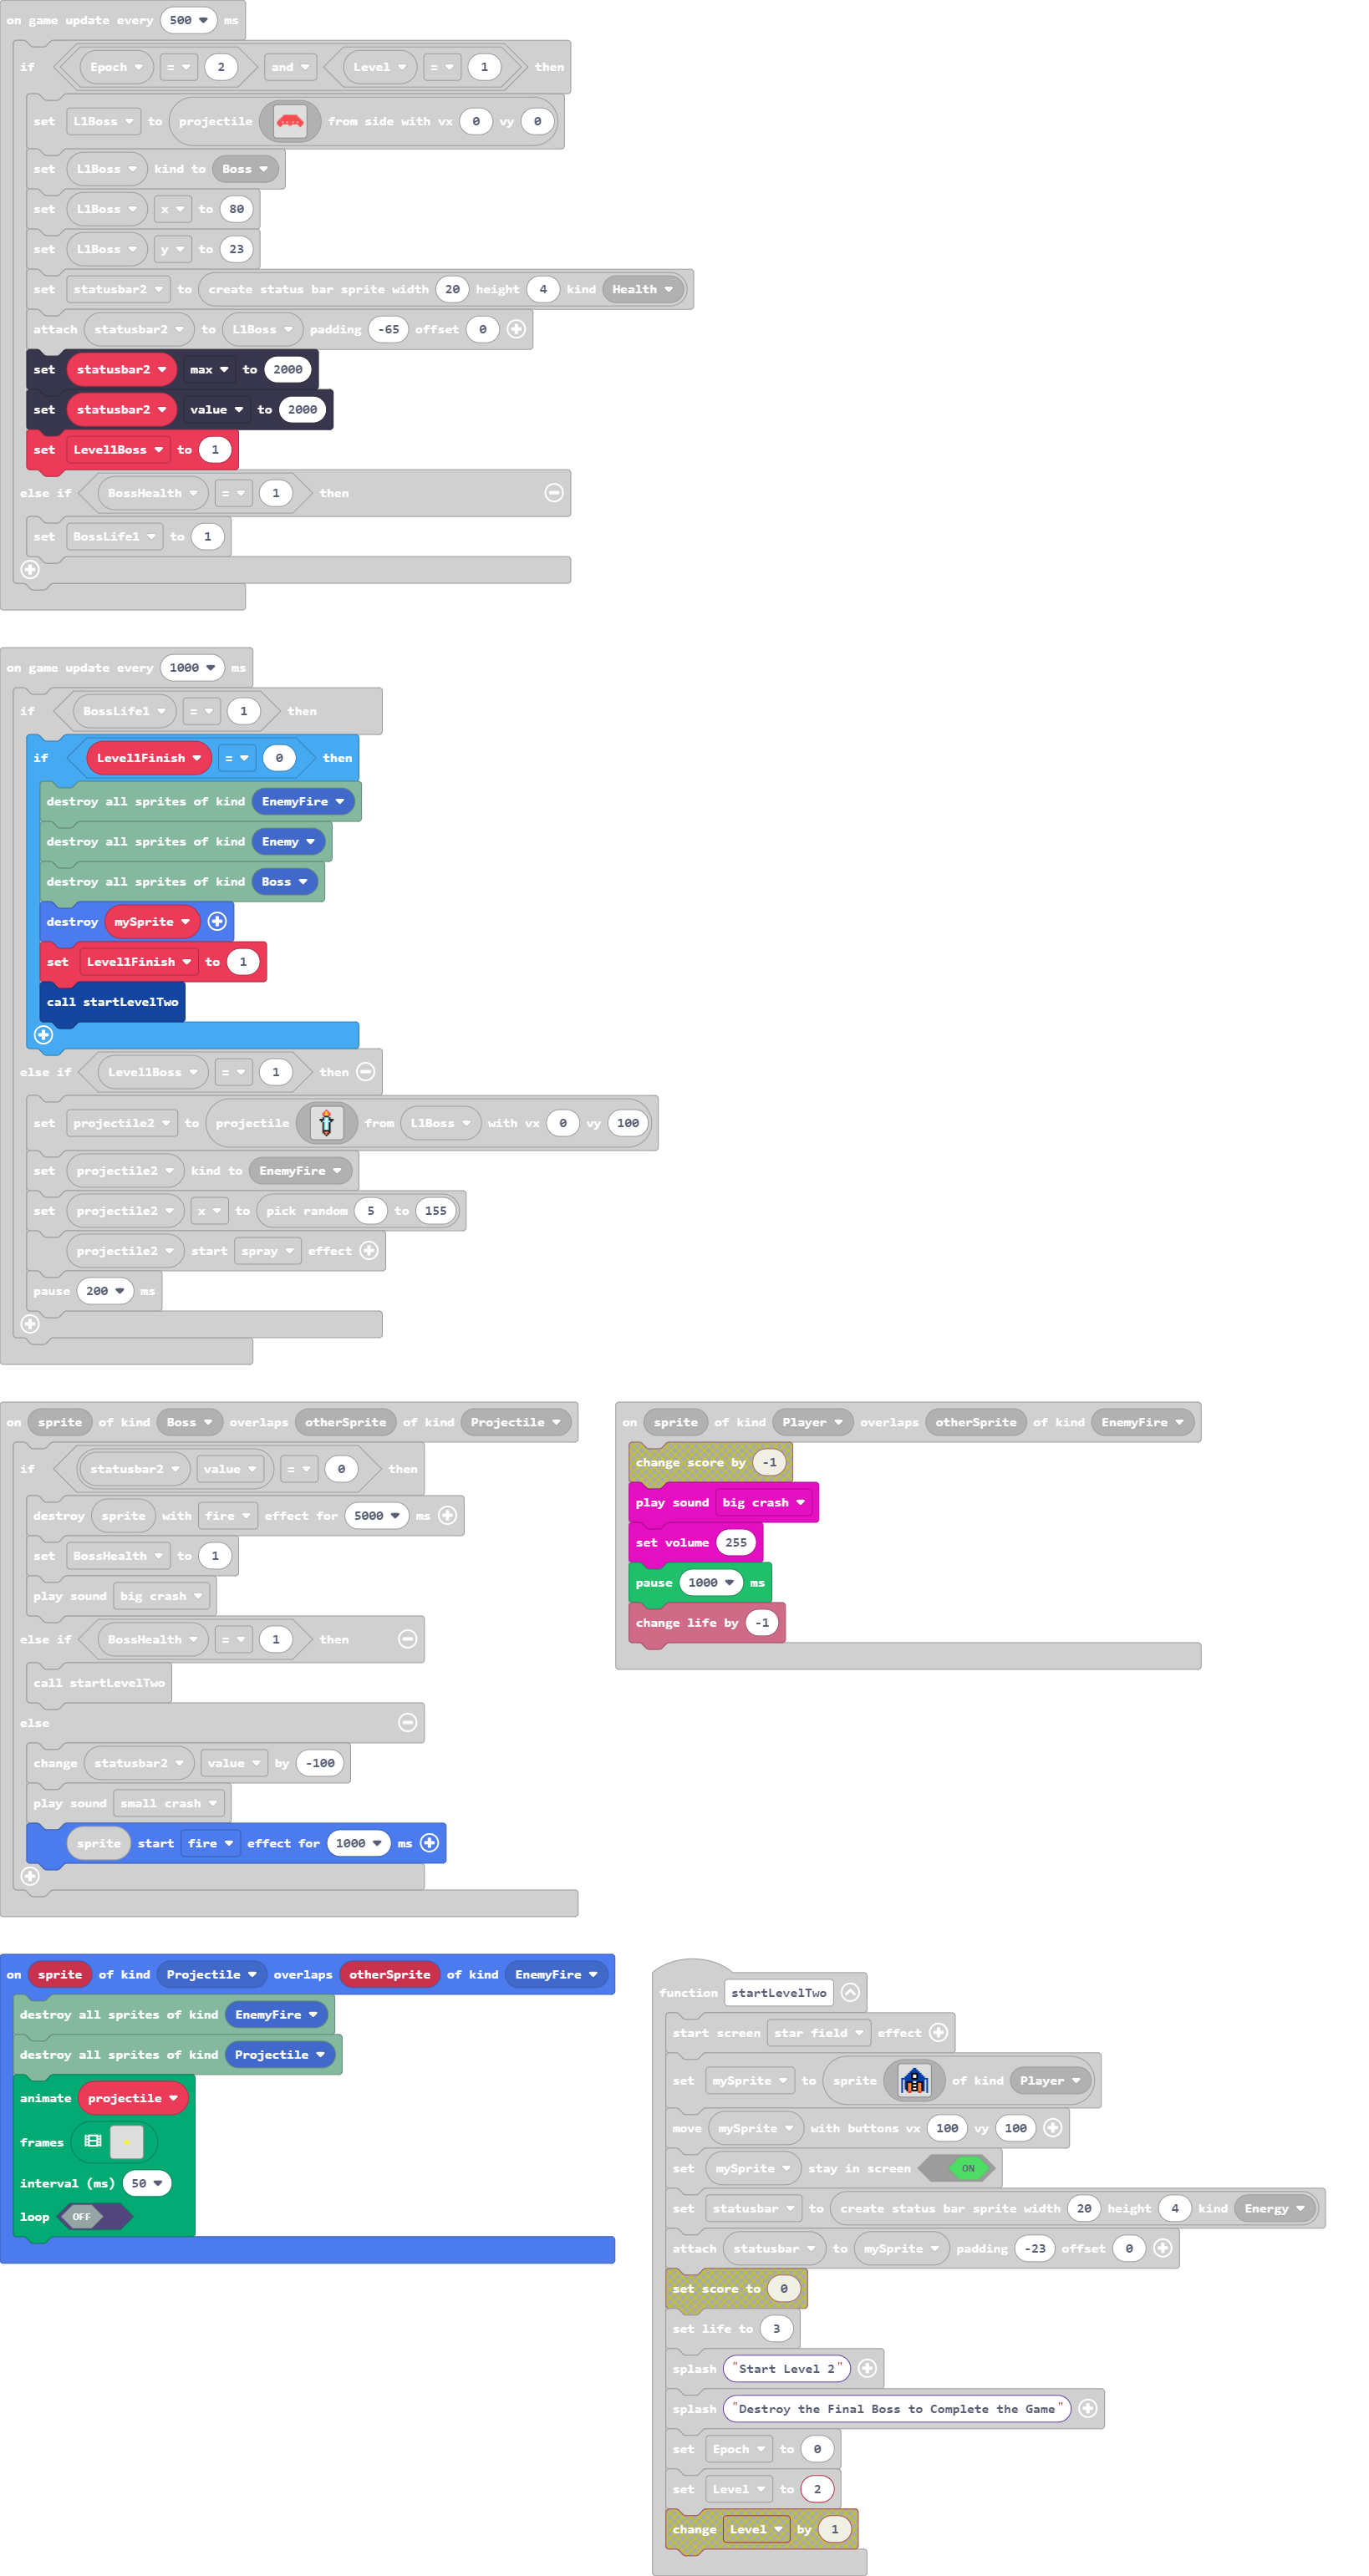 on game update every 500 ms
if Epoch = 2 and Level = 1 then
set L1Boss to projectile from side with vx 0 vy 0
set L1Boss kind to Boss
set L1Boss x to 80
set L1Boss y to 23
set statusbar2 to create status bar sprite width 20 height 4 kind Health
attach statusbar2 to L1Boss padding -65 offset 0
set statusbar2 max to 2000
set statusbar2 value to 2000
set Level1Boss to 1
else if BossHealth = 1 then
set BossLife1 to 1
on game update every 1000 ms
if BossLife1 = 1 then
if Level1Finish = 0 then
destroy all sprites of kind EnemyFire
destroy all sprites of kind Enemy
destroy all sprites of kind Boss
destroy mySprite
set Level1Finish to 1
call startLevelTwo
else if Level1Boss = 1 then
set projectile2 to projectile from L1Boss with vx 0 vy 100
set projectile2 kind to EnemyFire
set projectile2 x to pick random 5 to 155
projectile2 start spray effect
pause 200 ms
on sprite of kind Boss overlaps otherSprite of kind Projectile
if statusbar2 value = 0 then
destroy sprite with fire effect for 5000 ms
set BossHealth to 1
play sound big crash
else if BossHealth = 1 then
call startLevelTwo
else
change statusbar2 value by -100
play sound small crash
sprite start fire effect for 1000 ms
on sprite of kind Player overlaps otherSprite of kind EnemyFire
change score by -1
play sound big crash
set volume 255
pause 1000 ms
change life by -1
on sprite of kind Projectile overlaps otherSprite of kind EnemyFire
destroy all sprites of kind EnemyFire
destroy all sprites of kind Projectile
animate projectile
frames
interval (ms) 50
loop OFF
function startLevelTwo
start screen star field effect
set mySprite to sprite of kind Player
move mySprite with buttons vx 100 vy 100
set mySprite stay in screen ON
set statusbar to create status bar sprite width 20 height 4 kind Energy
attach statusbar to mySprite padding -23 offset 0
set score to 0
set life to 3
splash "Start Level 2"
splash "Destroy the Final Boss to Complete the Game"
set Epoch to 0
set Level to 2
change Level by 1